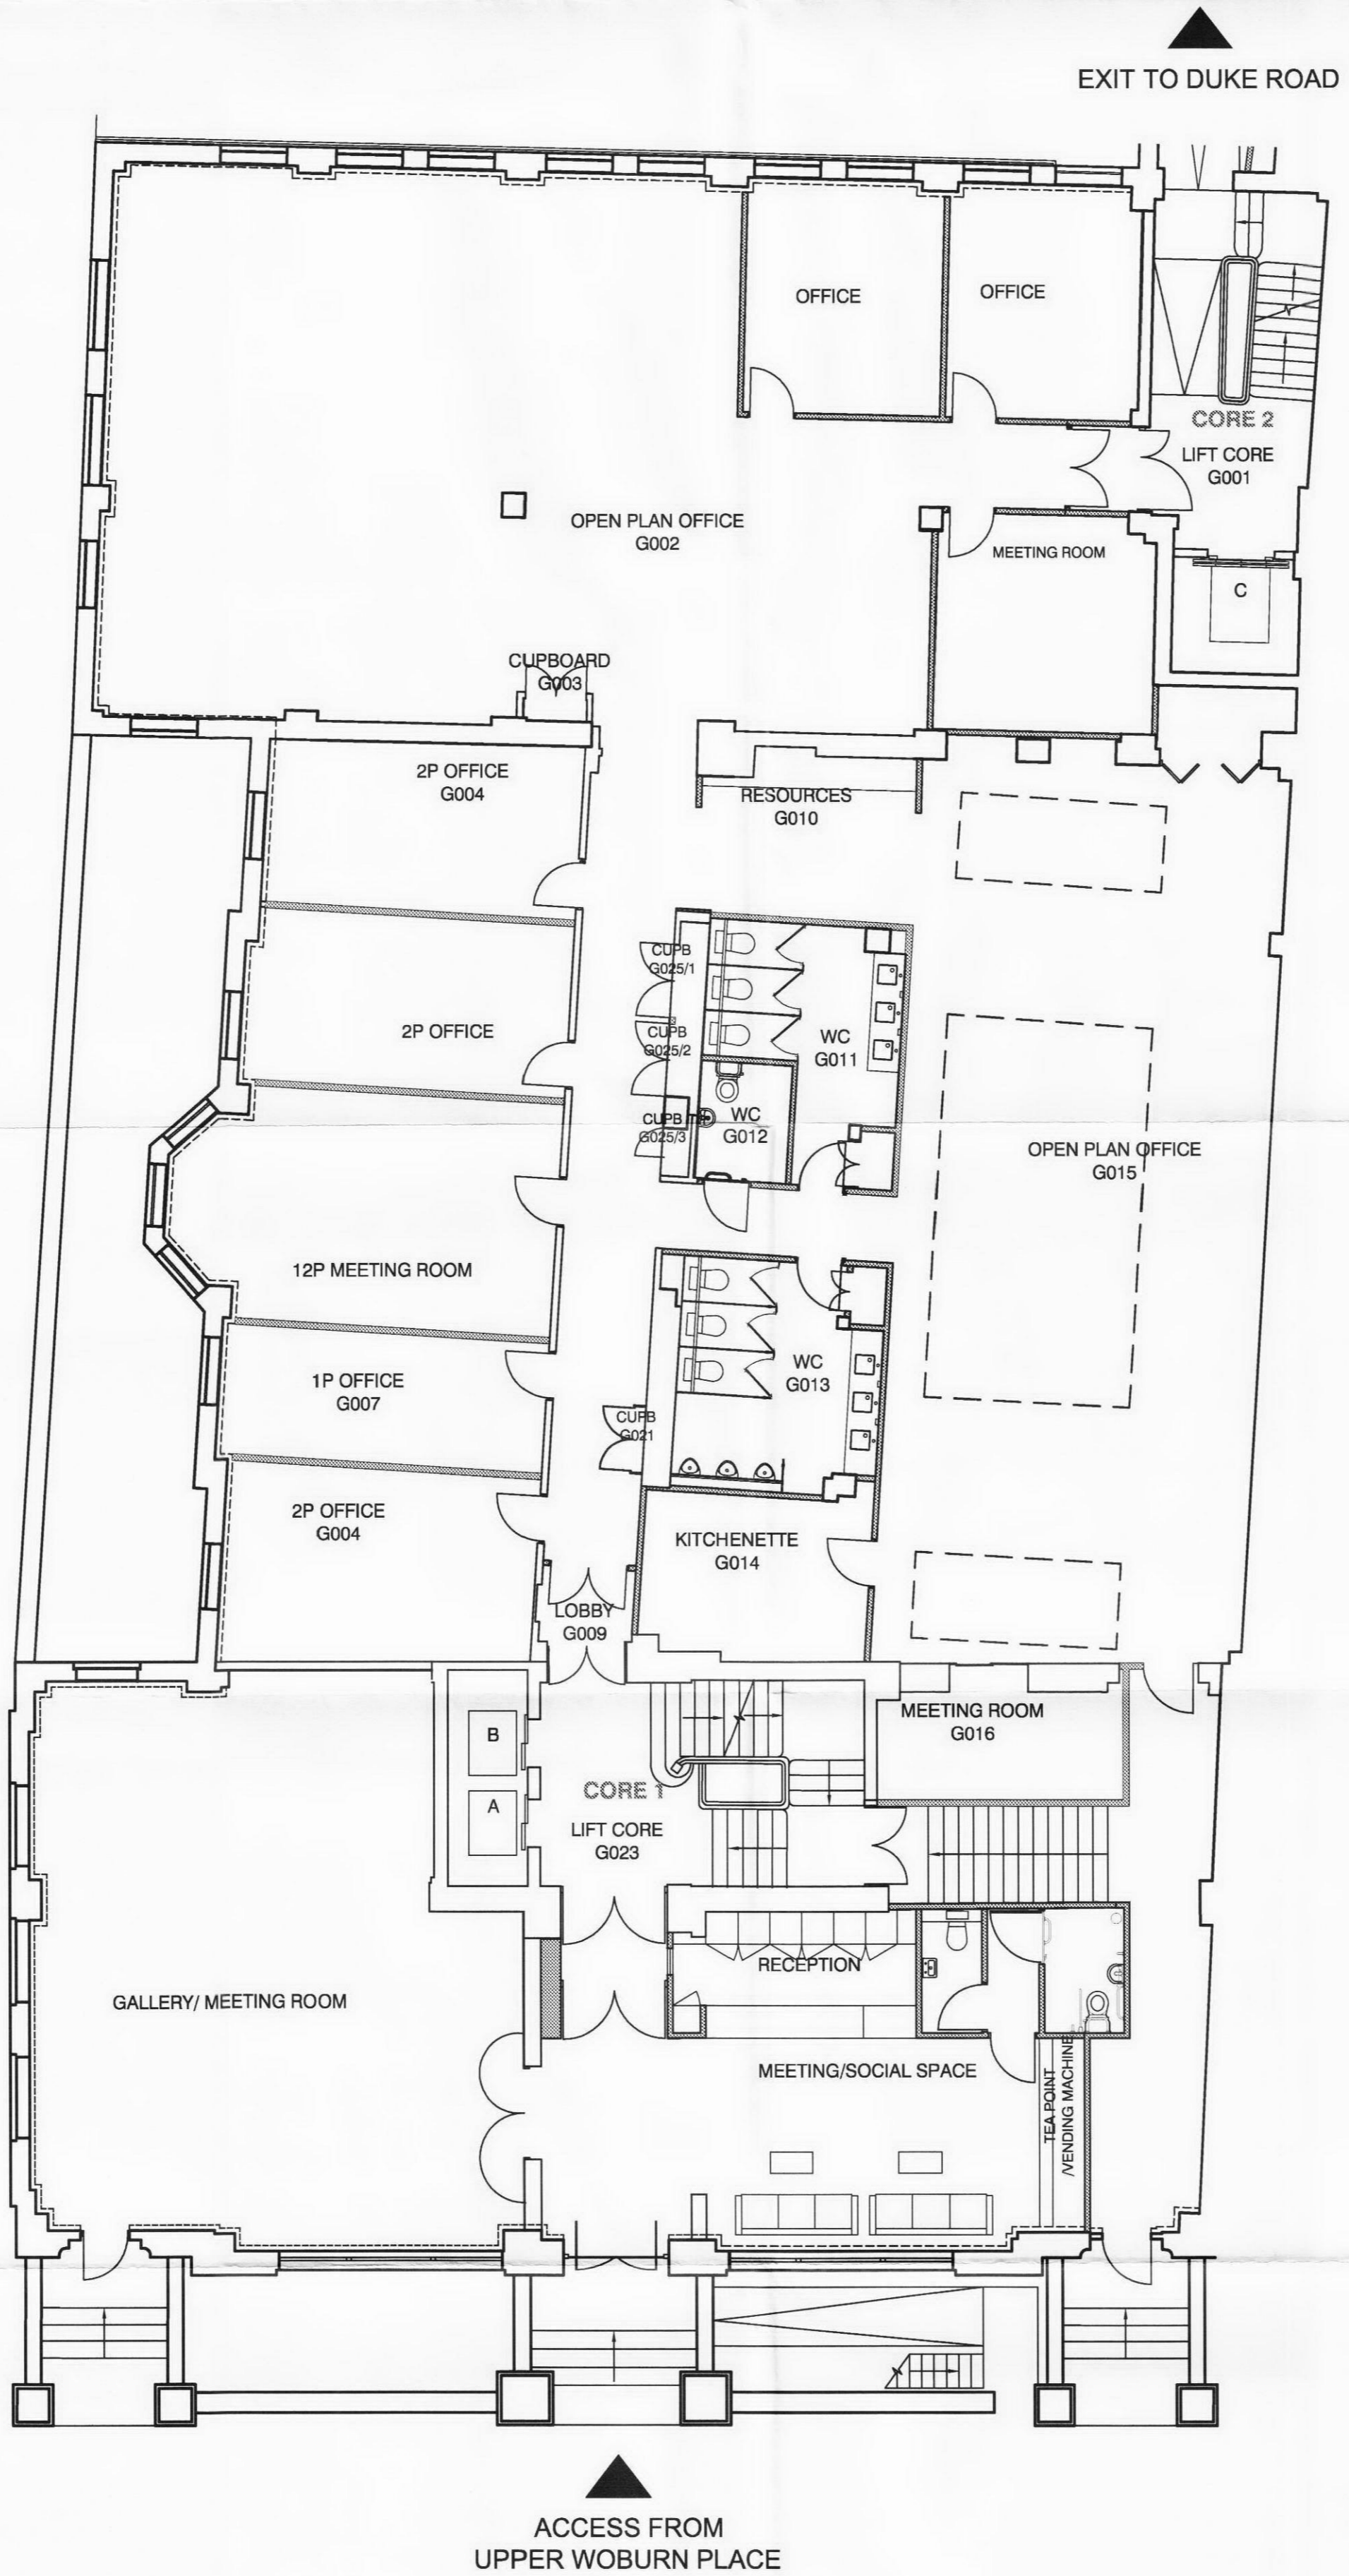 EXIT TO DUKE ROAD
OFFICE
OFFICE
CORE 2
LIFT CORE
G001
OPEN PLAN OFFICE
G002
MEETING ROOM
C
CUPBOARD
G003
2P OFFICE
G004
RESOURCES
G010
CUPB
G025/1
2P OFFICE
CUPB
G025/2
WC
G011
CUPB
G025/3
WC
G012
OPEN PLAN OFFICE
G015
12P MEETING ROOM
1P OFFICE
G007
WC
G013
CUPB
G021
2P OFFICE
G004
KITCHENETTE
G014
LOBBY
G009
B
MEETING ROOM
G016
A
CORE 1
LIFT CORE
G023
RECEPTION
GALLERY/ MEETING ROOM
MEETING/SOCIAL SPACE
TEA POINT
/VENDING MACHINE
ACCESS FROM
UPPER WOBURN PLACE